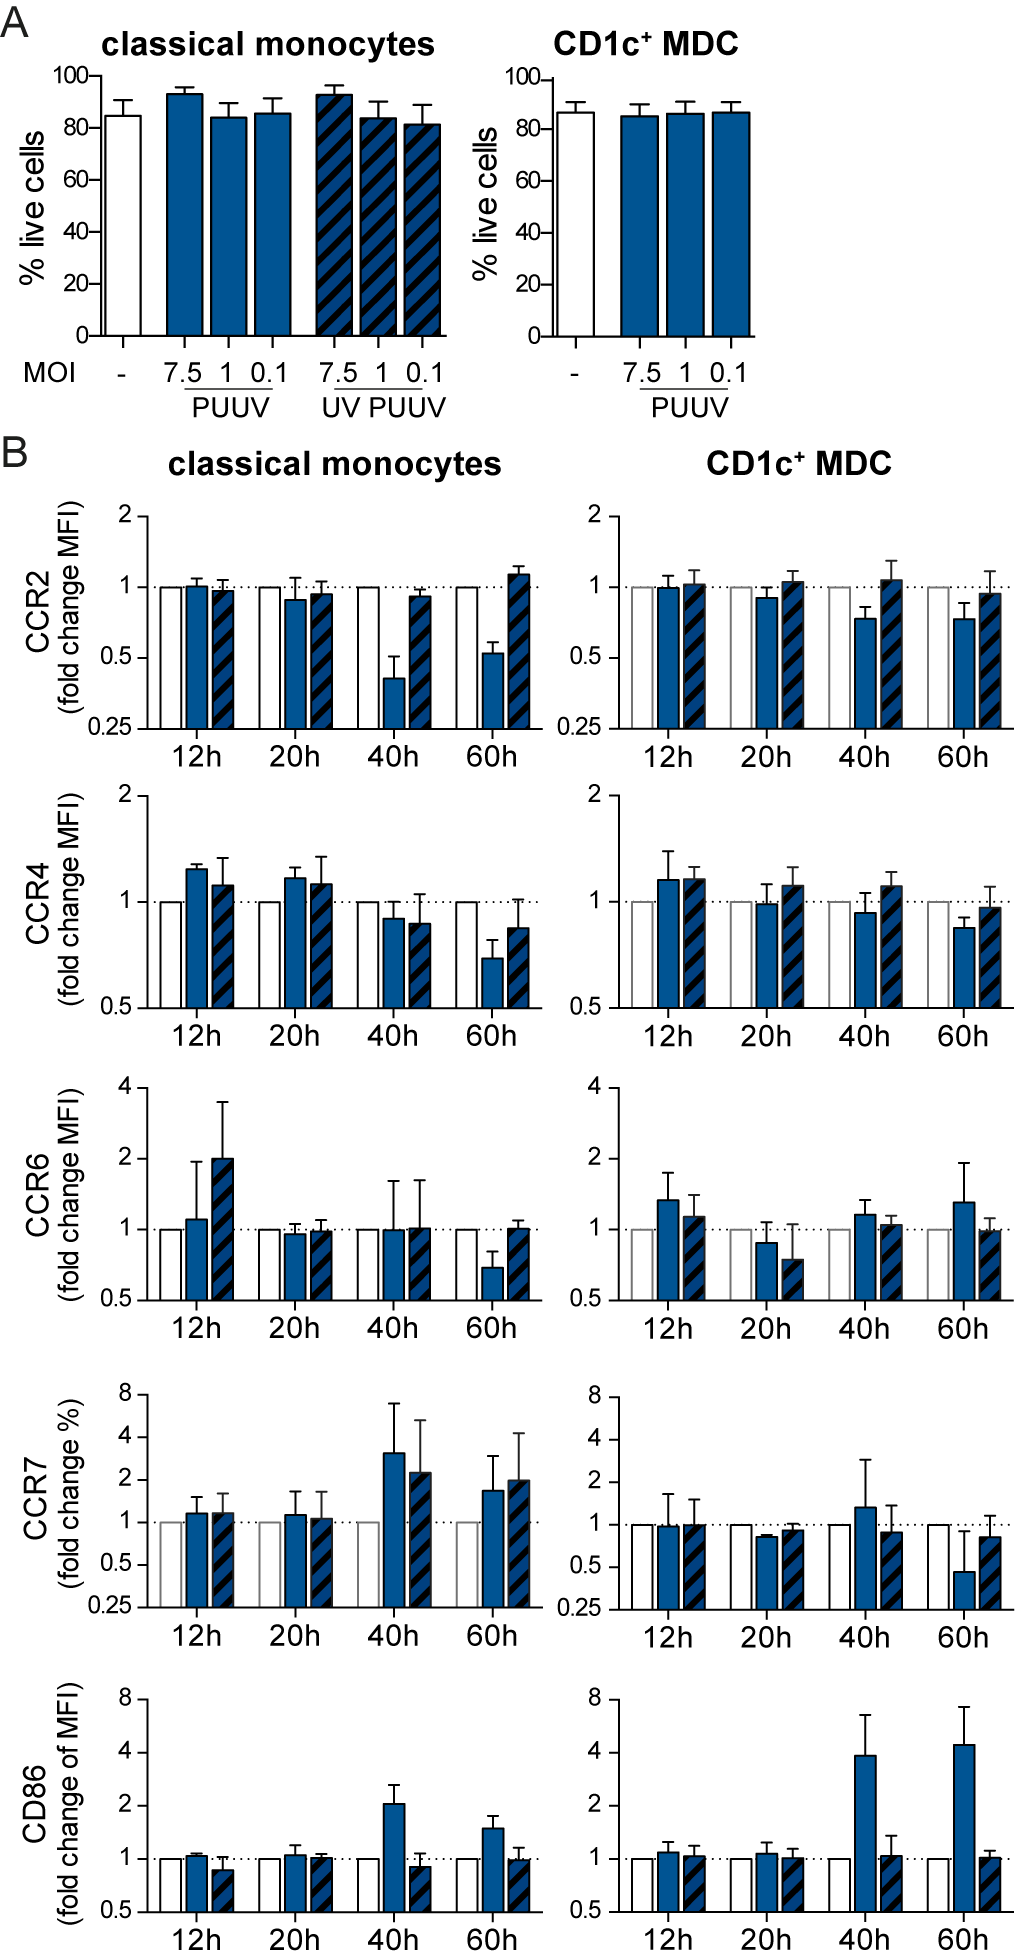 A
classical monocytes
CD1c+ MDC
% live cells
100
80
60
40
20
0
% live cells
100
80
60
40
20
0
MOI - 7.5 1 0.1 7.5 1 0.1
PUUV UV PUUV
- 7.5 1 0.1
PUUV
B
classical monocytes
CD1c+ MDC
CCR2
(fold change MFI)
2
1
0.5
0.25
12h 20h 40h 60h
2
1
0.5
0.25
12h 20h 40h 60h
CCR4
(fold change MFI)
2
1
0.5
12h 20h 40h 60h
2
1
0.5
12h 20h 40h 60h
CCR6
(fold change MFI)
4
2
1
0.5
12h 20h 40h 60h
4
2
1
0.5
12h 20h 40h 60h
CCR7
(fold change %)
8
4
2
1
0.5
0.25
12h 20h 40h 60h
8
4
2
1
0.5
0.25
12h 20h 40h 60h
CD86
(fold change of MFI)
8
4
2
1
0.5
12h 20h 40h 60h
8
4
2
1
0.5
12h 20h 40h 60h